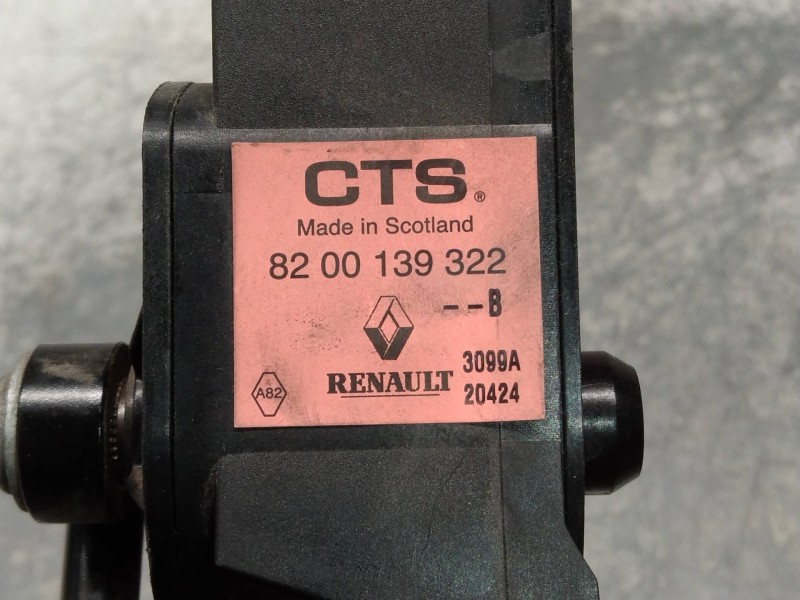 CTS®
Made in Scotland
82 00 139 322
--B
RENAULT
3099A
20424
A82